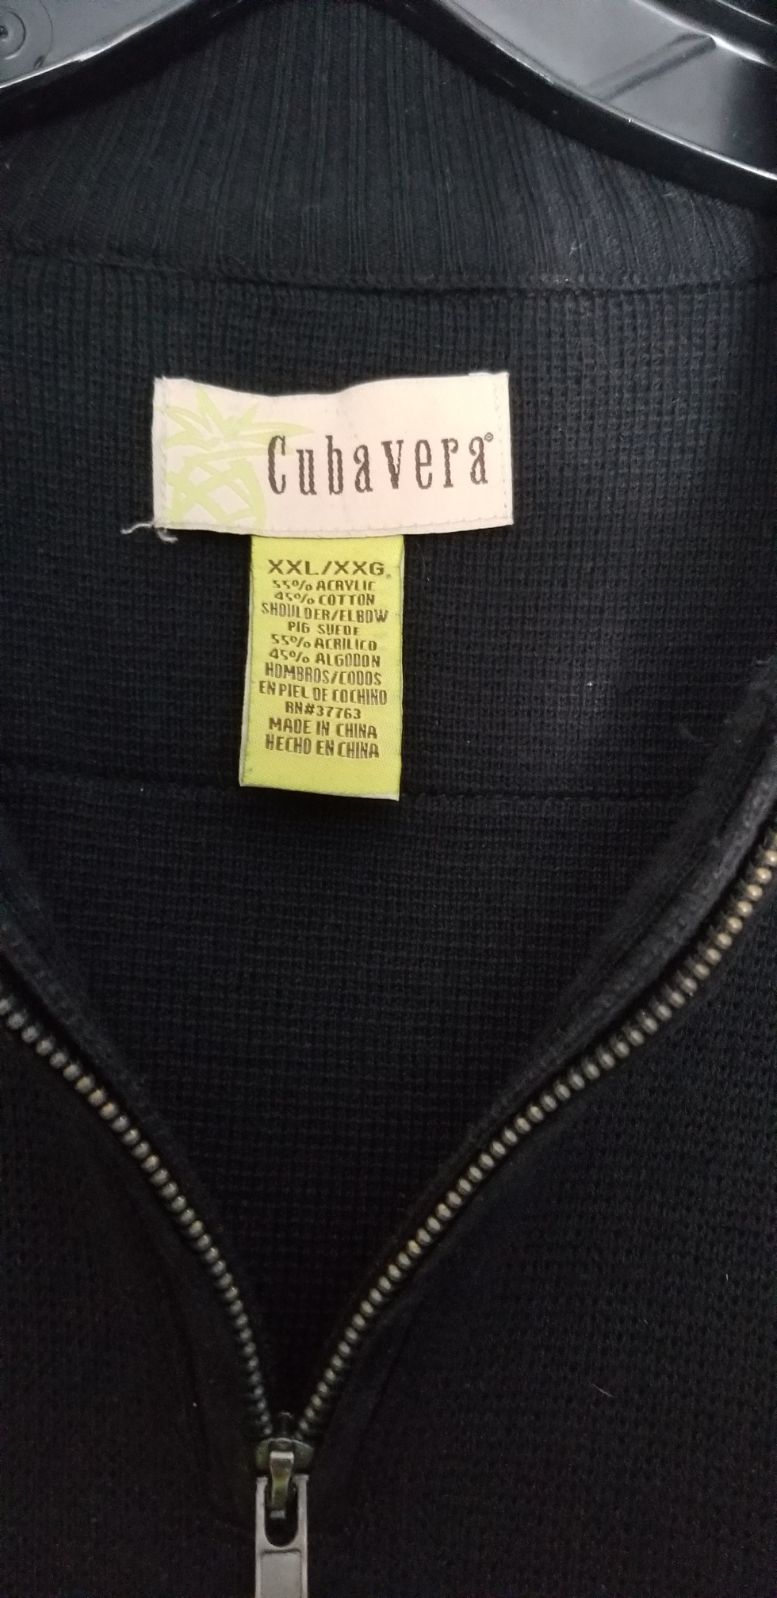 Cubavera®
XXL/XXG
55% ACRYLIC
45% COTTON
SHOULDER/ELBOW
PIG SUEDE
55% ACRILICO
45% ALGODON
HOMBROS/CODOS
EN PIEL DE COCHINO
RN#37763
MADE IN CHINA
HECHO EN CHINA